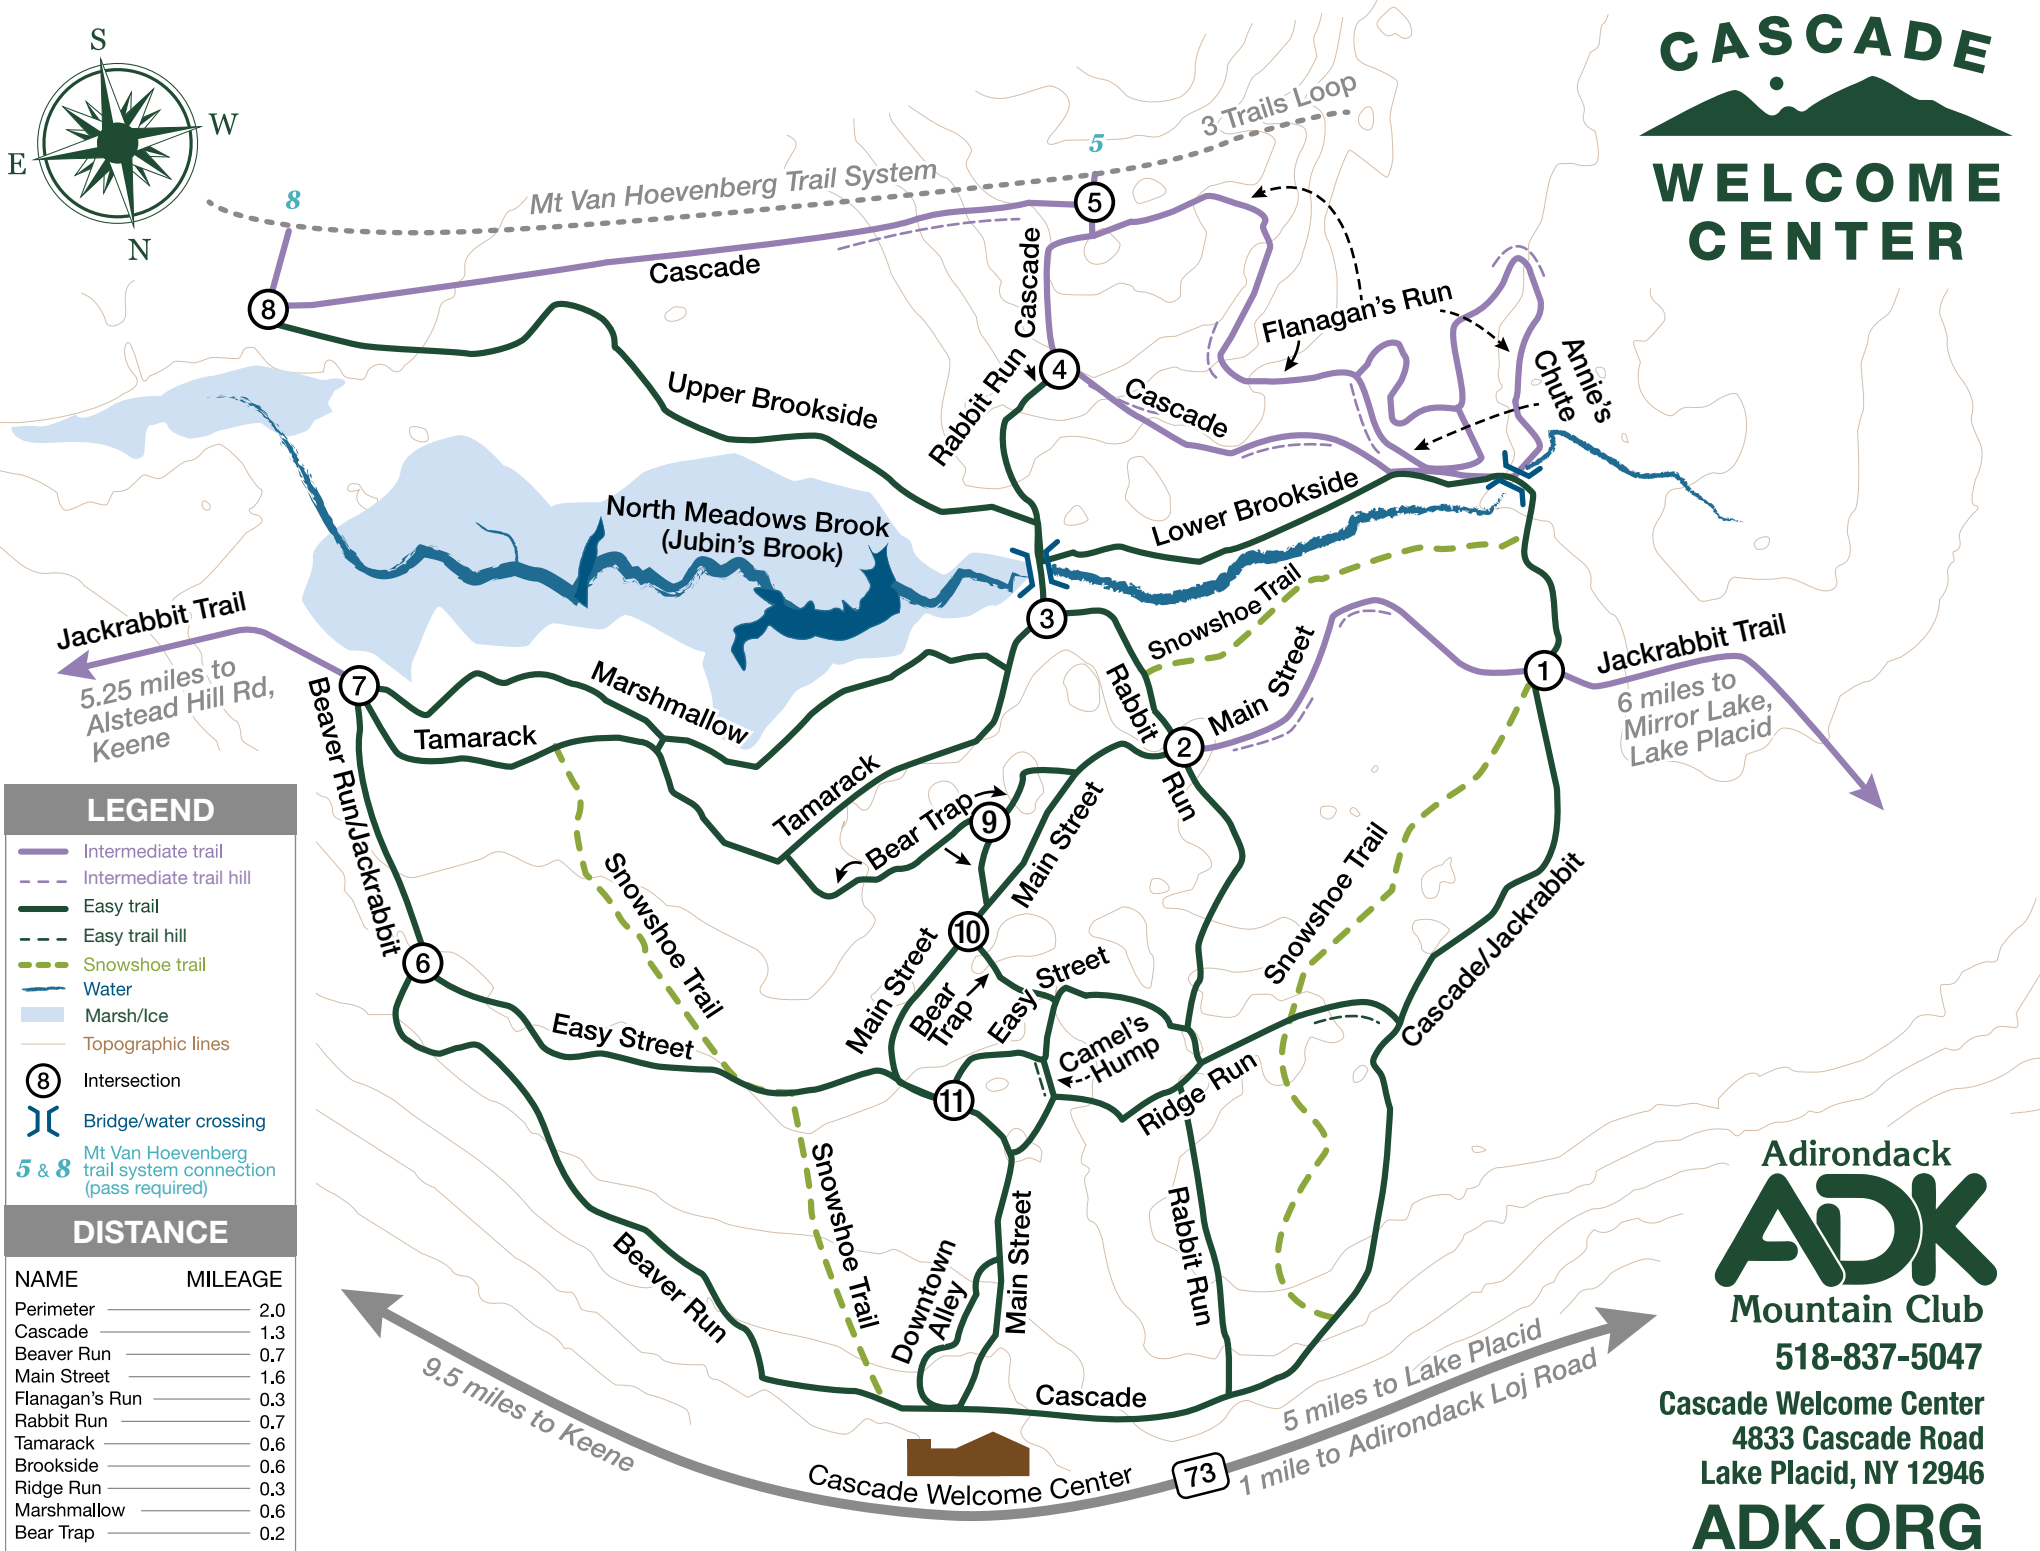 S
W
E
N
CASCADE
WELCOME
CENTER
3 Trails Loop
5
Mt Van Hoevenberg Trail System
8
5
Cascade
Rabbit Run Cascade
8
Flanagan's Run
Annie's
Chute
4
Upper Brookside
Cascade
Lower Brookside
North Meadows Brook
(Jubin's Brook)
Snowshoe Trail
3
Jackrabbit Trail
5.25 miles to
Alstead Hill Rd,
Keene
7
Marshmallow
Rabbit
Run
Main Street
1
Jackrabbit Trail
6 miles to
Mirror Lake,
Lake Placid
2
Tamarack
Beaver Run/Jackrabbit
Tamarack
Bear Trap
9
Main Street
Snowshoe Trail
Snowshoe Trail
Cascade/Jackrabbit
10
6
Main Street
Bear
Trap
Easy Street
Easy Street
Camel's
Hump
11
Ridge Run
Snowshoe Trail
Beaver Run
Downtown
Alley
Main Street
Rabbit Run
Cascade
9.5 miles to Keene
Cascade Welcome Center
73
5 miles to Lake Placid
1 mile to Adirondack Loj Road
LEGEND
Intermediate trail
Intermediate trail hill
Easy trail
Easy trail hill
Snowshoe trail
Water
Marsh/Ice
Topographic lines
8 Intersection
Bridge/water crossing
5 & 8 Mt Van Hoevenberg
trail system connection
(pass required)
DISTANCE
NAME MILEAGE
Perimeter 2.0
Cascade 1.3
Beaver Run 0.7
Main Street 1.6
Flanagan's Run 0.3
Rabbit Run 0.7
Tamarack 0.6
Brookside 0.6
Ridge Run 0.3
Marshmallow 0.6
Bear Trap 0.2
Adirondack
ADK
Mountain Club
518-837-5047
Cascade Welcome Center
4833 Cascade Road
Lake Placid, NY 12946
ADK.ORG